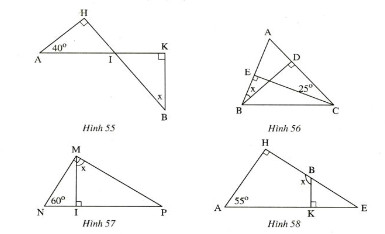 H
40°
A
I
K
x
B
Hình 55
A
E
D
x
25°
B
C
Hình 56
M
x
60°
N
I
P
Hình 57
H
B
x
55°
A
K
E
Hình 58